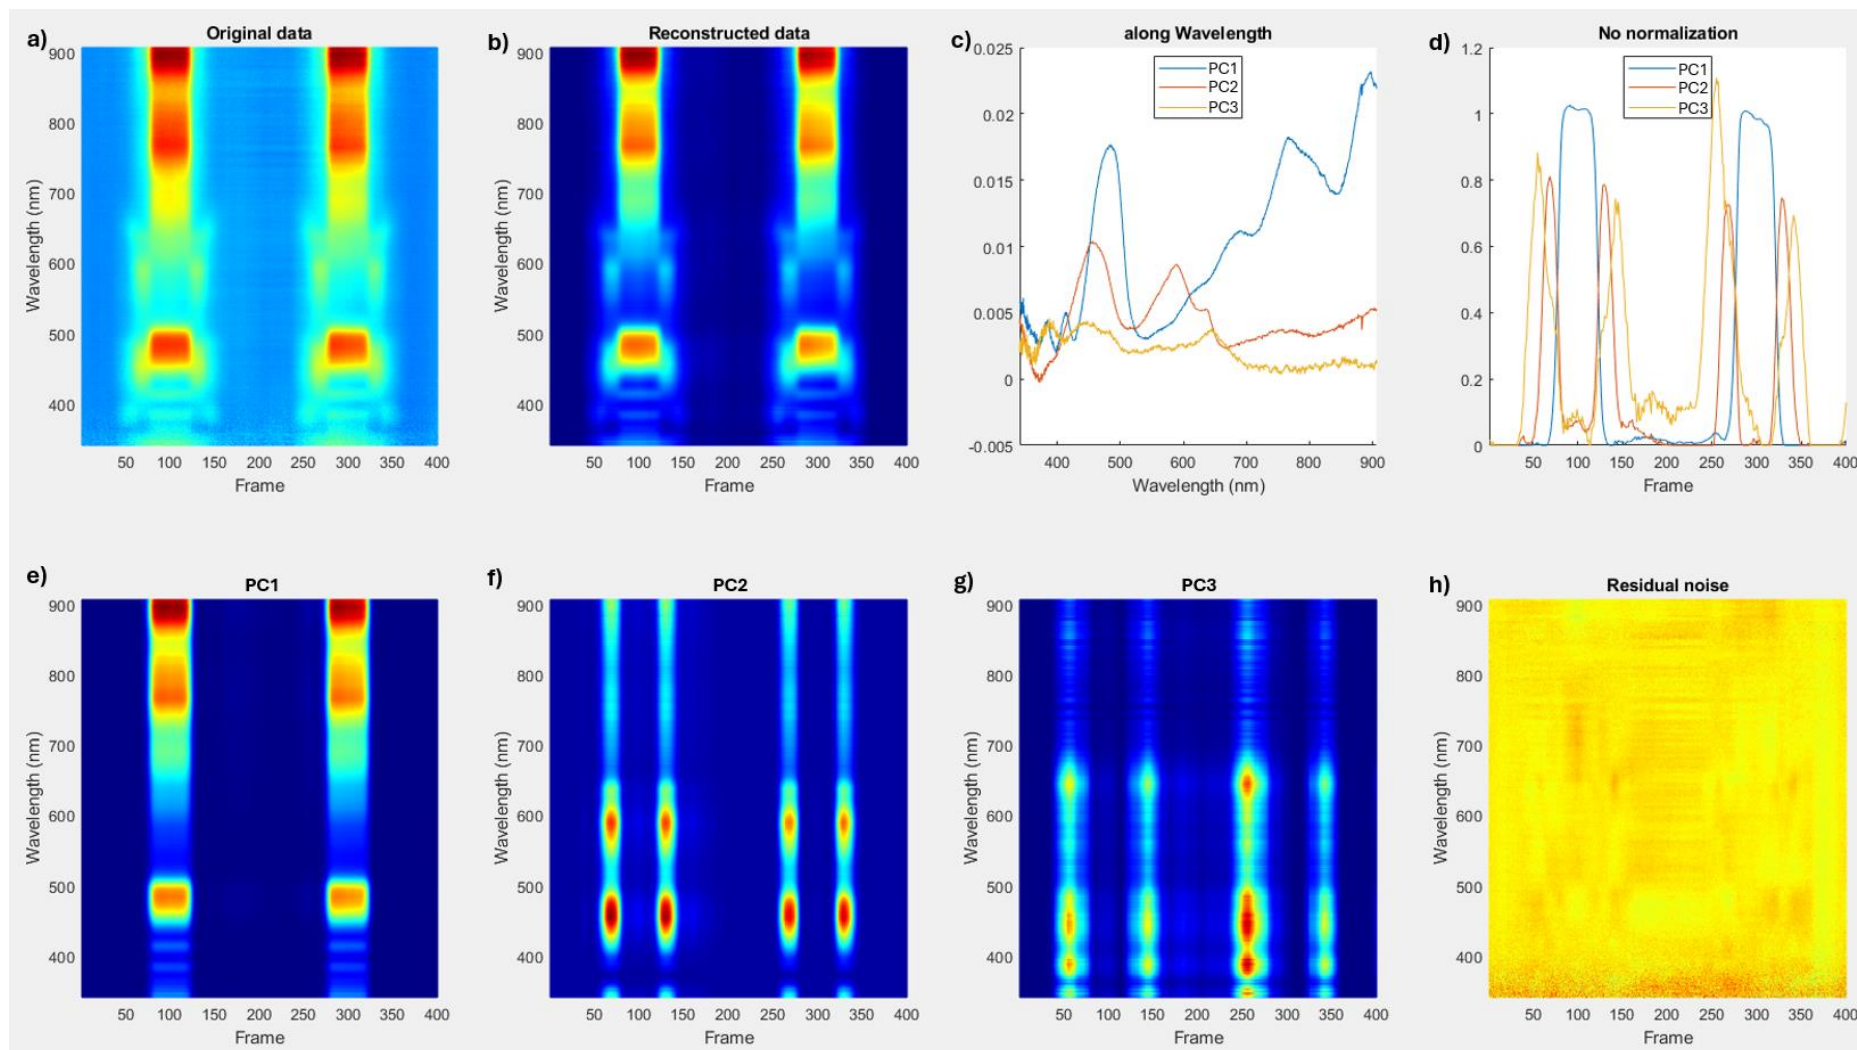 a)
Original data
900
800
700
600
500
400
Wavelength (nm)
50 100 150 200 250 300 350 400
Frame
b)
Reconstructed data
900
800
700
600
500
400
Wavelength (nm)
50 100 150 200 250 300 350 400
Frame
c)
along Wavelength
PC1
PC2
PC3
0.025
0.02
0.015
0.01
0.005
0
-0.005
400 500 600 700 800 900
Wavelength (nm)
d)
No normalization
PC1
PC2
PC3
1.2
1
0.8
0.6
0.4
0.2
0
50 100 150 200 250 300 350 400
Frame
e)
PC1
900
800
700
600
500
400
Wavelength (nm)
50 100 150 200 250 300 350 400
Frame
f)
PC2
900
800
700
600
500
400
Wavelength (nm)
50 100 150 200 250 300 350 400
Frame
g)
PC3
900
800
700
600
500
400
Wavelength (nm)
50 100 150 200 250 300 350 400
Frame
h)
Residual noise
900
800
700
600
500
400
Wavelength (nm)
50 100 150 200 250 300 350 400
Frame